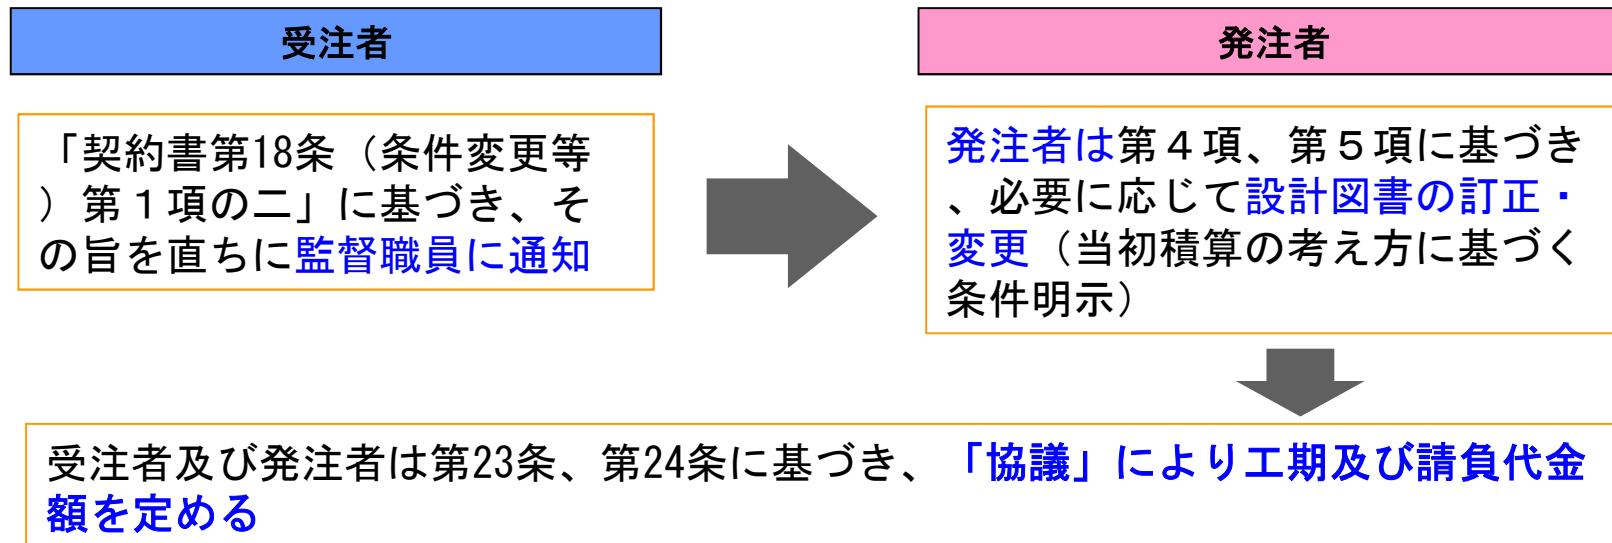 受注者
発注者
「契約書第18条（条件変更等
）第１項の二」に基づき、そ
の旨を直ちに監督職員に通知
発注者は第４項、第５項に基づき
、必要に応じて設計図書の訂正・
変更（当初積算の考え方に基づく
条件明示）
受注者及び発注者は第23条、第24条に基づき、「協議」により工期及び請負代金
額を定める